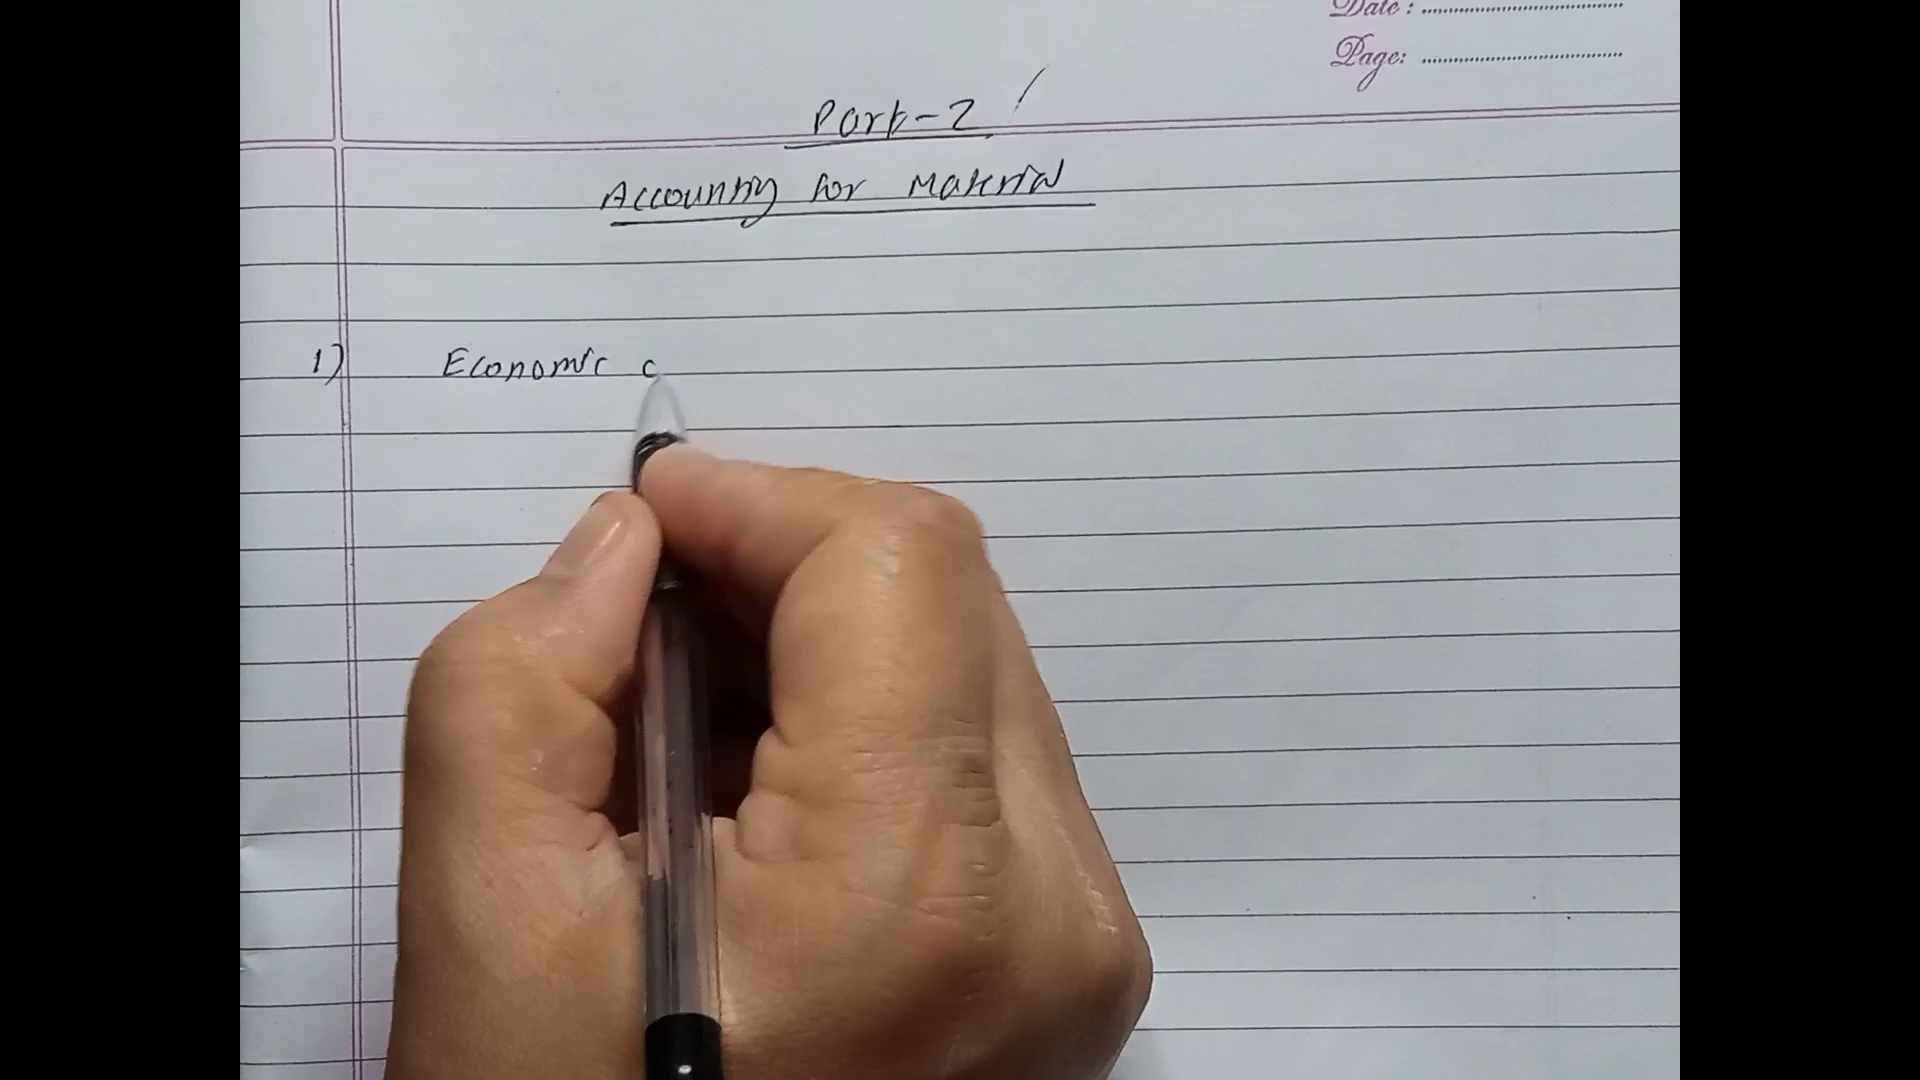 Date :
Page:
Part-2
Accounting for Material
1) Economic o